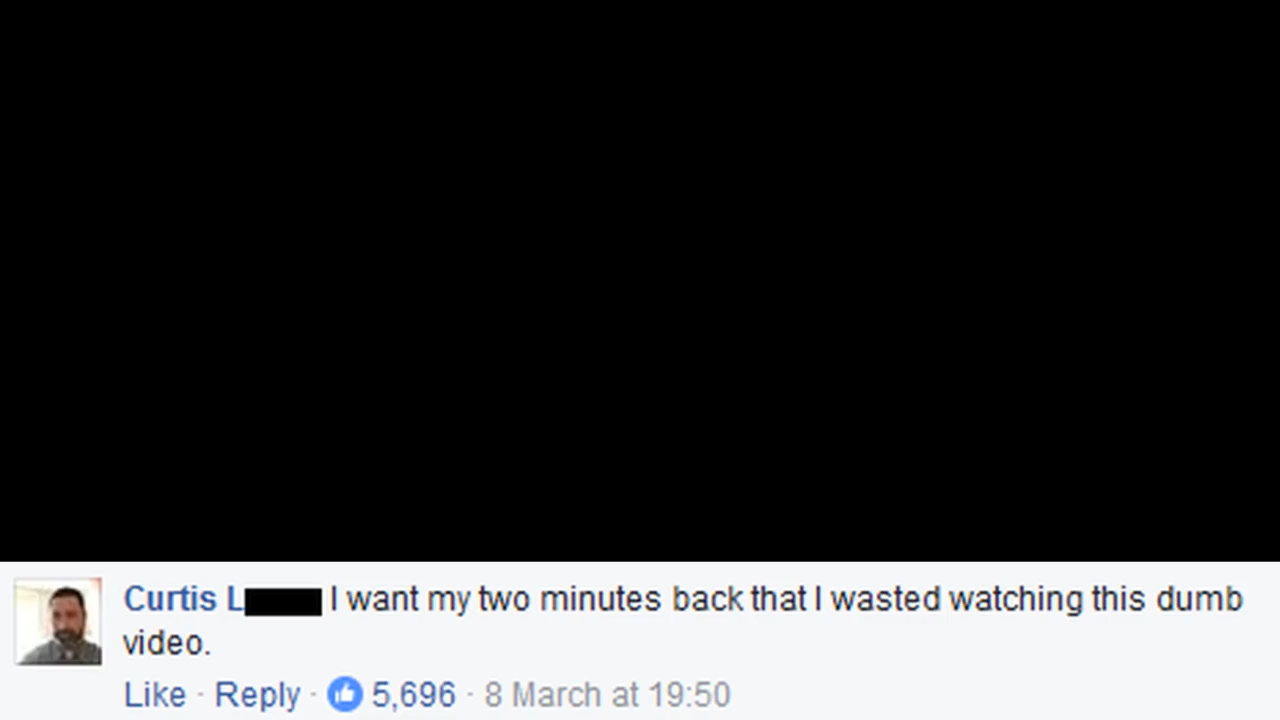 Curtis L I want my two minutes back that I wasted watching this dumb
video.
Like · Reply · 5,696 · 8 March at 19:50